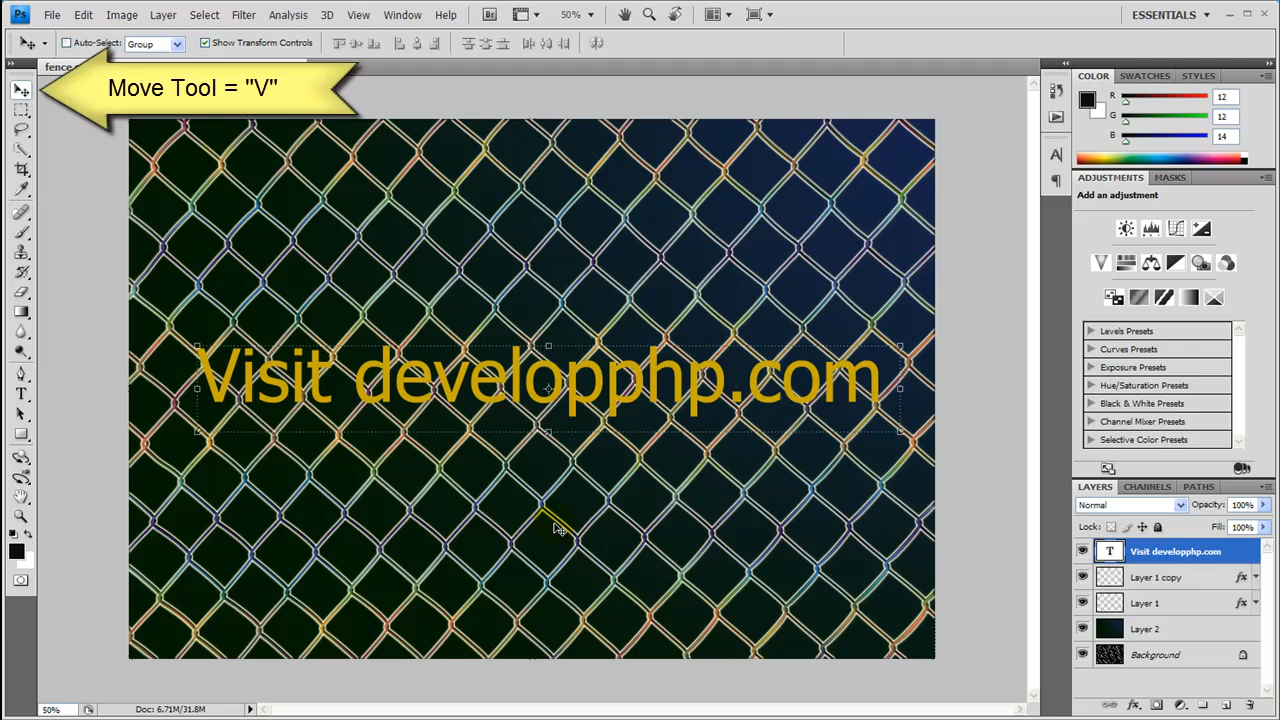 Ps File Edit Image Layer Select Filter Analysis 3D View Window Help Br 50% ESSENTIALS
Auto-Select: Group Show Transform Controls
fence
Move Tool = "V"
COLOR SWATCHES STYLES
R 12
G 12
B 14
ADJUSTMENTS MASKS
Add an adjustment
Levels Presets
Curves Presets
Exposure Presets
Hue/Saturation Presets
Black & White Presets
Channel Mixer Presets
Selective Color Presets
Visit developphp.com
LAYERS CHANNELS PATHS
Normal Opacity: 100%
Lock: Fill: 100%
T Visit developphp.com
Layer 1 copy fx
Layer 1 fx
Layer 2
Background
50% Doc: 6.71M/31.8M